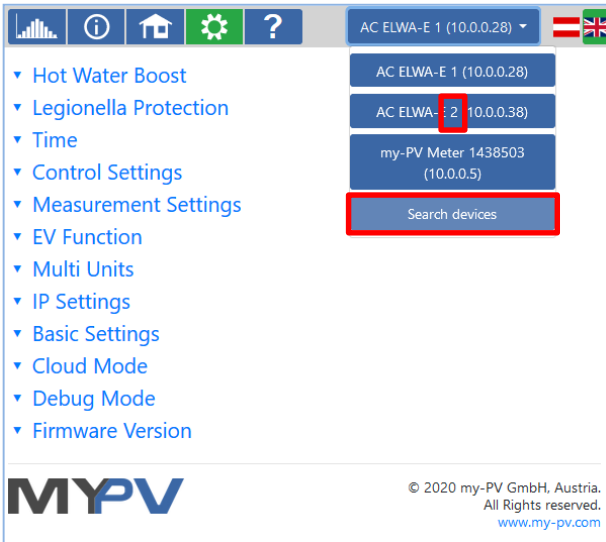 ?
AC ELWA-E 1 (10.0.0.28)
AC ELWA-E 1 (10.0.0.28)
AC ELWA-E 2 (10.0.0.38)
my-PV Meter 1438503
(10.0.0.5)
Search devices
Hot Water Boost
Legionella Protection
Time
Control Settings
Measurement Settings
EV Function
Multi Units
IP Settings
Basic Settings
Cloud Mode
Debug Mode
Firmware Version
MYPV
© 2020 my-PV GmbH, Austria.
All Rights reserved.
www.my-pv.com